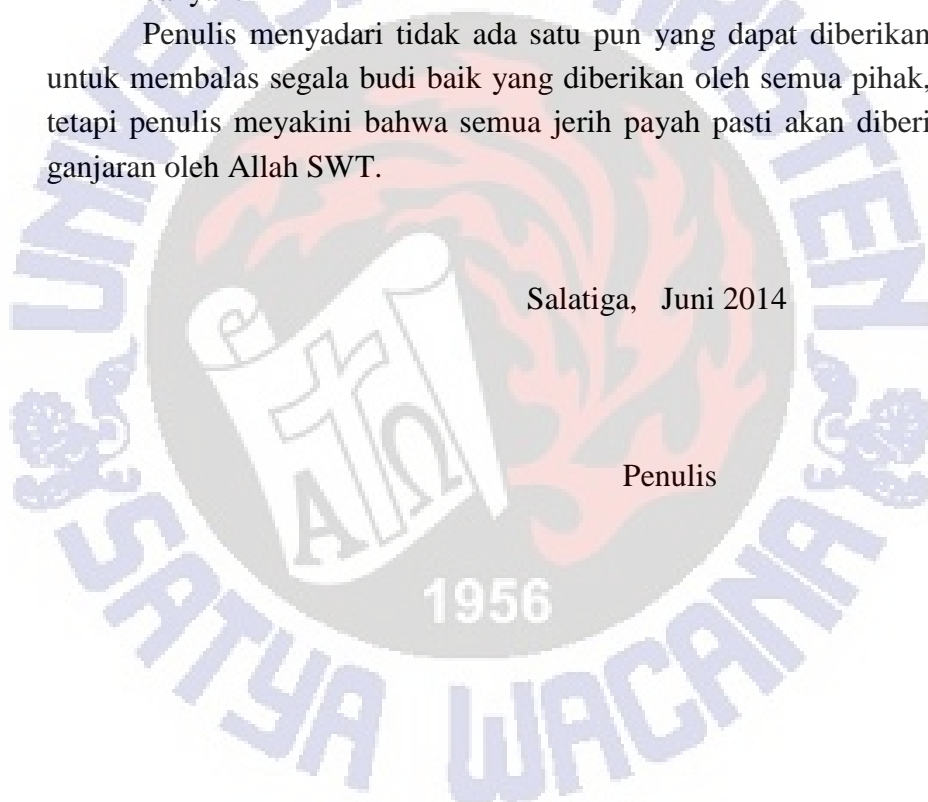 Penulis menyadari tidak ada satu pun yang dapat diberikan
untuk membalas segala budi baik yang diberikan oleh semua pihak,
tetapi penulis meyakini bahwa semua jerih payah pasti akan diberi
ganjaran oleh Allah SWT.
Salatiga, Juni 2014
Penulis
Α Ω
1956
SATYA WACANA